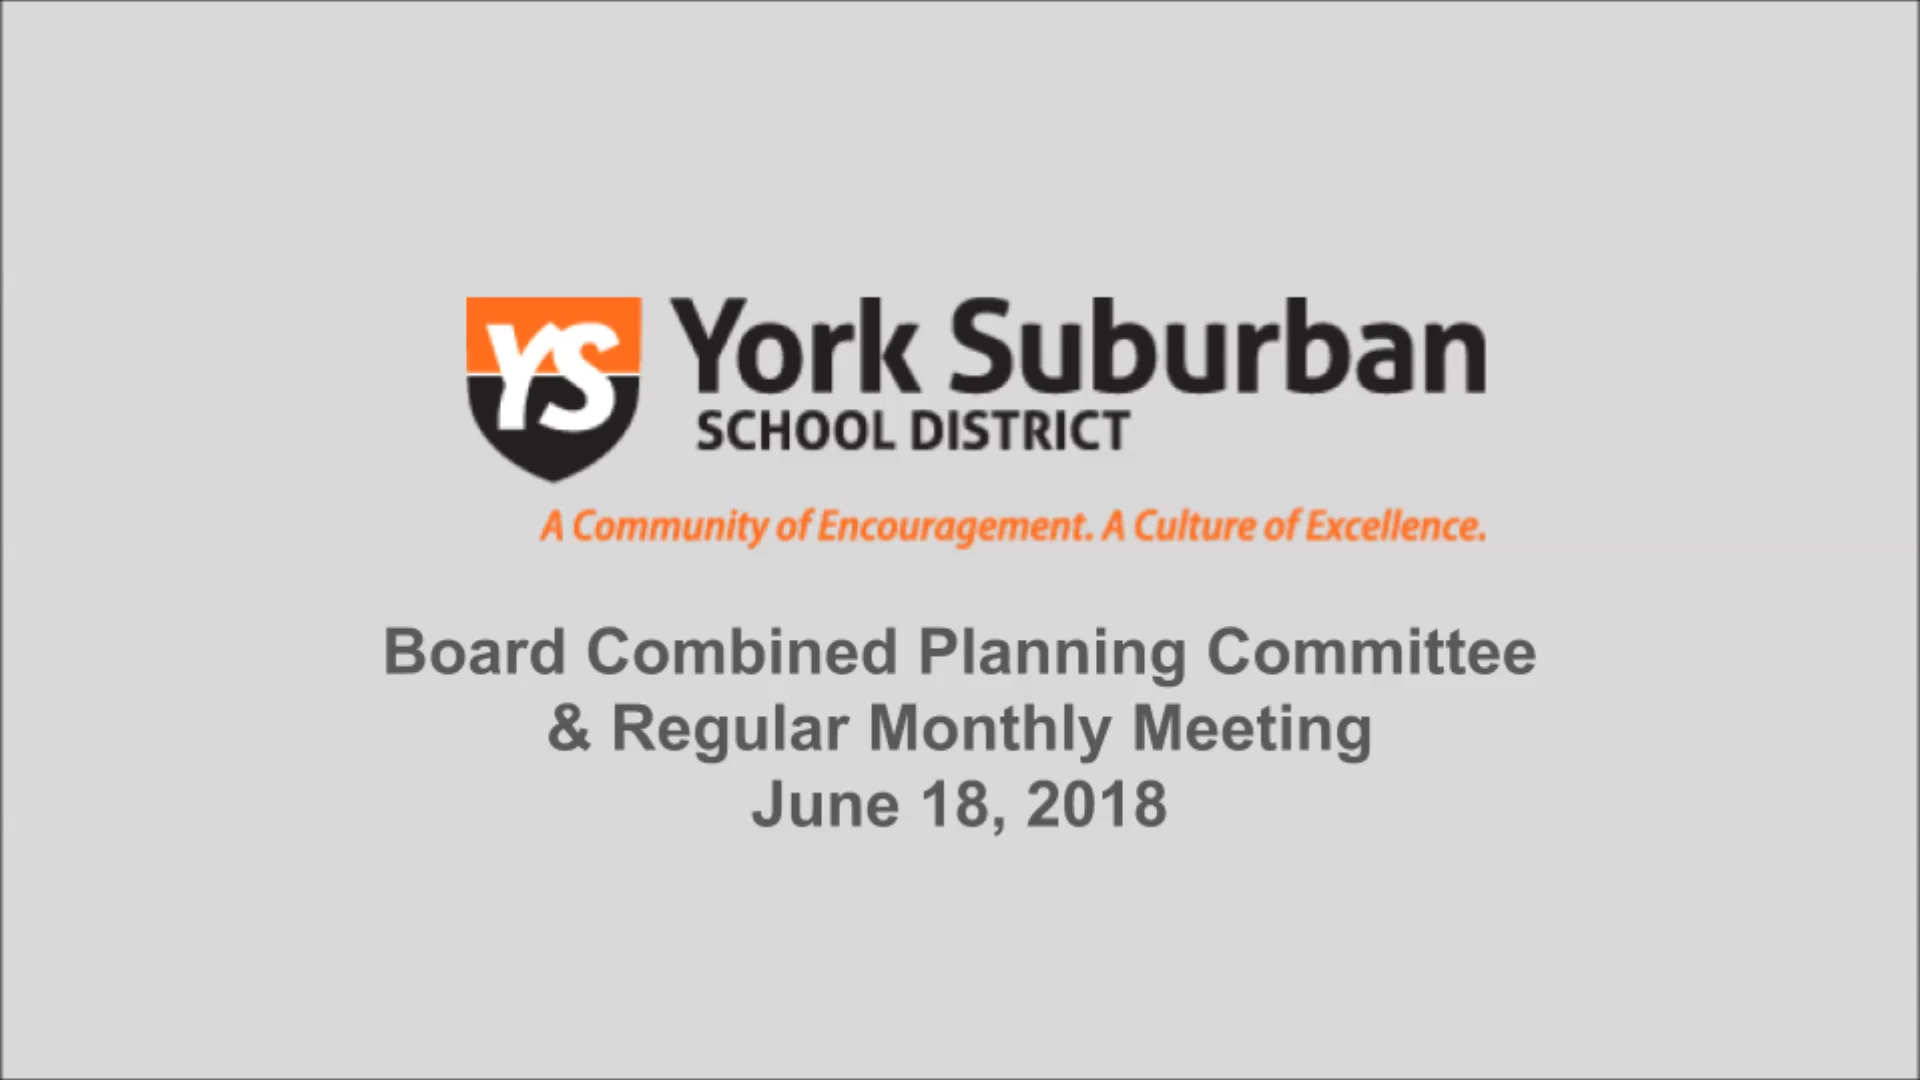 YS
York Suburban
SCHOOL DISTRICT
A Community of Encouragement. A Culture of Excellence.
Board Combined Planning Committee
& Regular Monthly Meeting
June 18, 2018